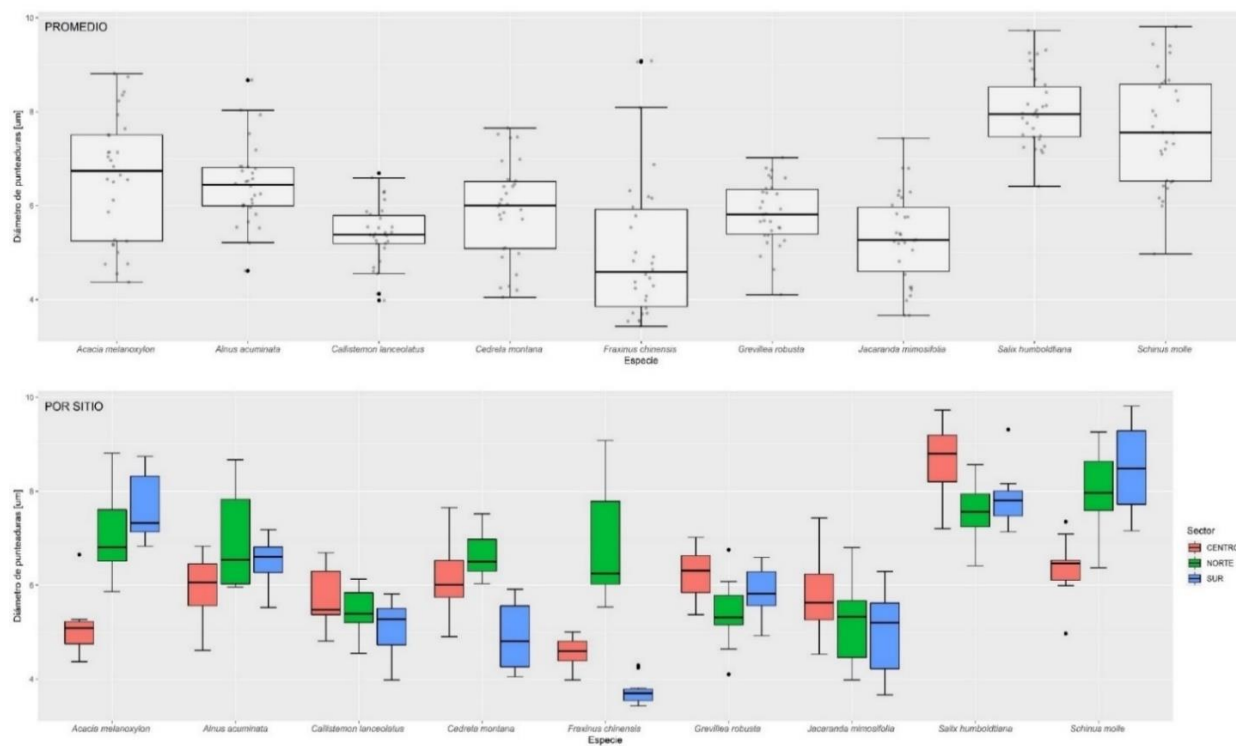 PROMEDIO
Diámetro de punteaduras [um]
10
8
6
4
Acacia melanoxylon Alnus acuminata Callistemon lanceolatus Cedrela montana Fraxinus chinensis Grevillea robusta Jacaranda mimosifolia Salix humboldtiana Schinus molle
Especie
POR SITIO
Diámetro de punteaduras [um]
10
8
6
4
Acacia melanoxylon Alnus acuminata Callistemon lanceolatus Cedrela montana Fraxinus chinensis Grevillea robusta Jacaranda mimosifolia Salix humboldtiana Schinus molle
Especie
Sector
CENTRO
NORTE
SUR